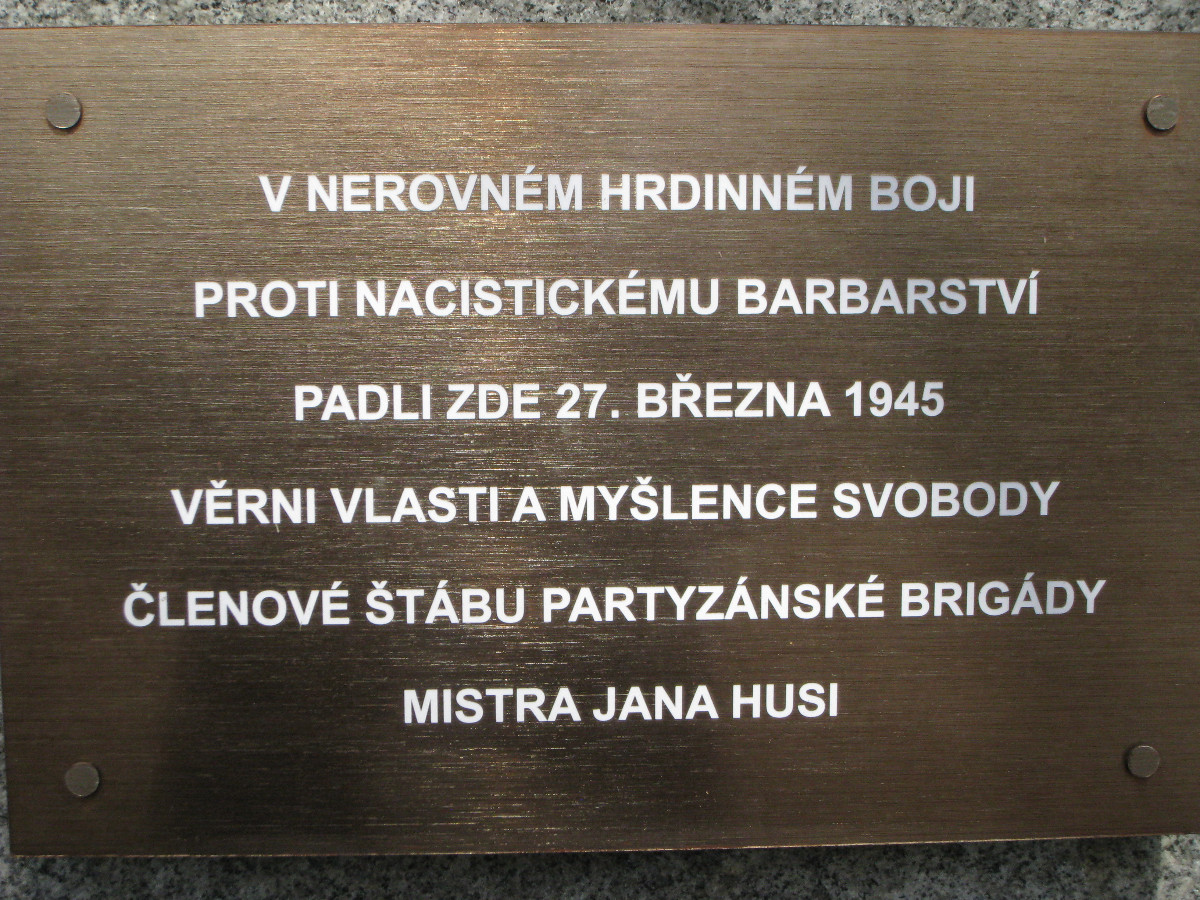 V NEROVNÉM HRDINNÉM BOJI
PROTI NACISTICKÉMU BARBARSTVÍ
PADLI ZDE 27. BŘEZNA 1945
VĚRNI VLASTI A MYŠLENCE SVOBODY
ČLENOVÉ ŠTÁBU PARTYZÁNSKÉ BRIGÁDY
MISTRA JANA HUSI